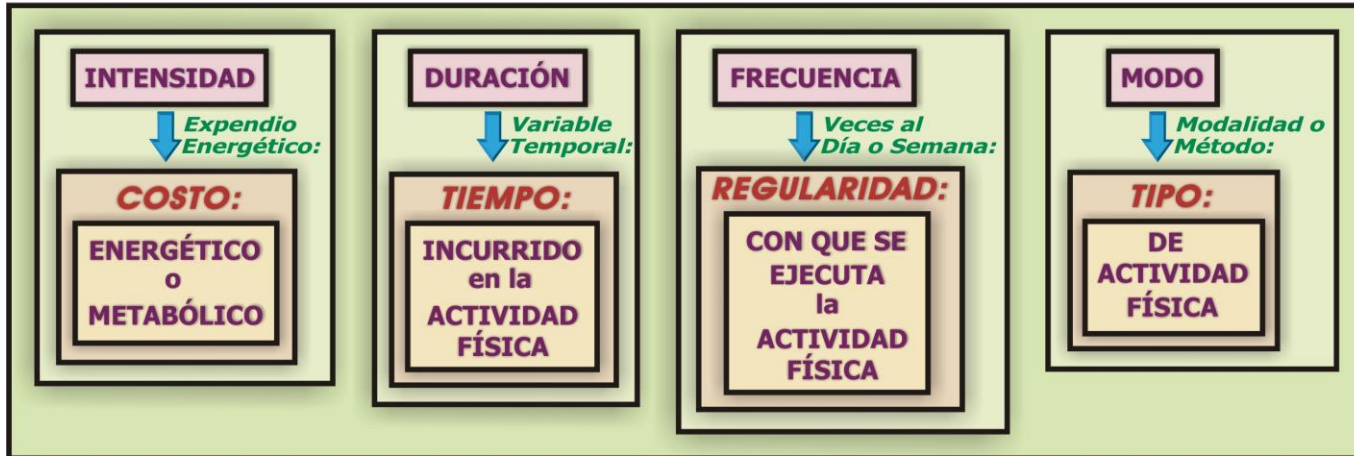 INTENSIDAD
Expendio
Energético:
COSTO:
ENERGÉTICO
o
METABÓLICO
DURACIÓN
Variable
Temporal:
TIEMPO:
INCURRIDO
en la
ACTIVIDAD
FÍSICA
FRECUENCIA
Veces al
Día o Semana:
REGULARIDAD:
CON QUE SE
EJECUTA
la
ACTIVIDAD
FÍSICA
MODO
Modalidad o
Método:
TIPO:
DE
ACTIVIDAD
FÍSICA